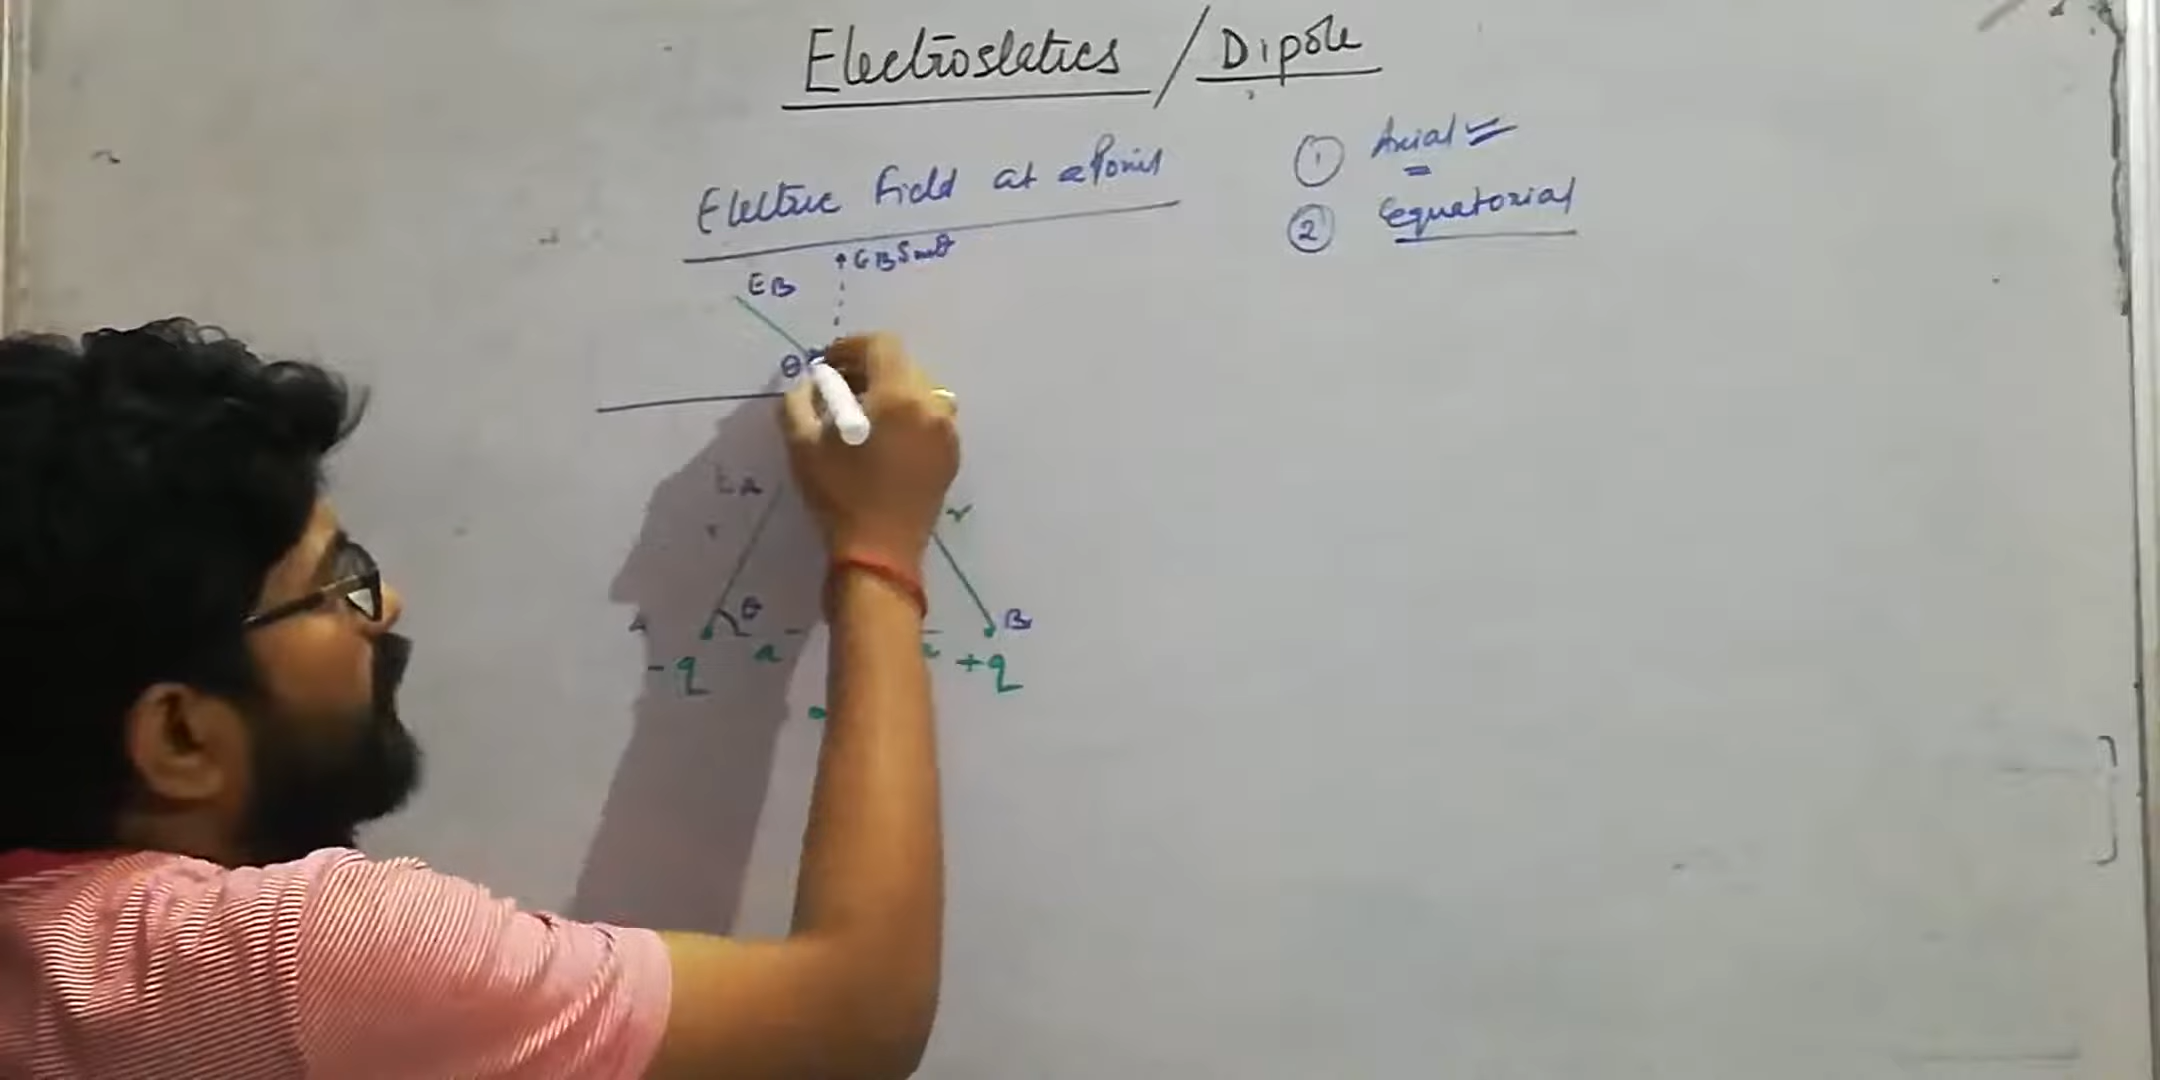 Electrostatics / Dipole
Electric Field at a Point
① Axial
② equatorial
EB
EB Sinθ
θ
EA
r
θ
B
a
-q
+q